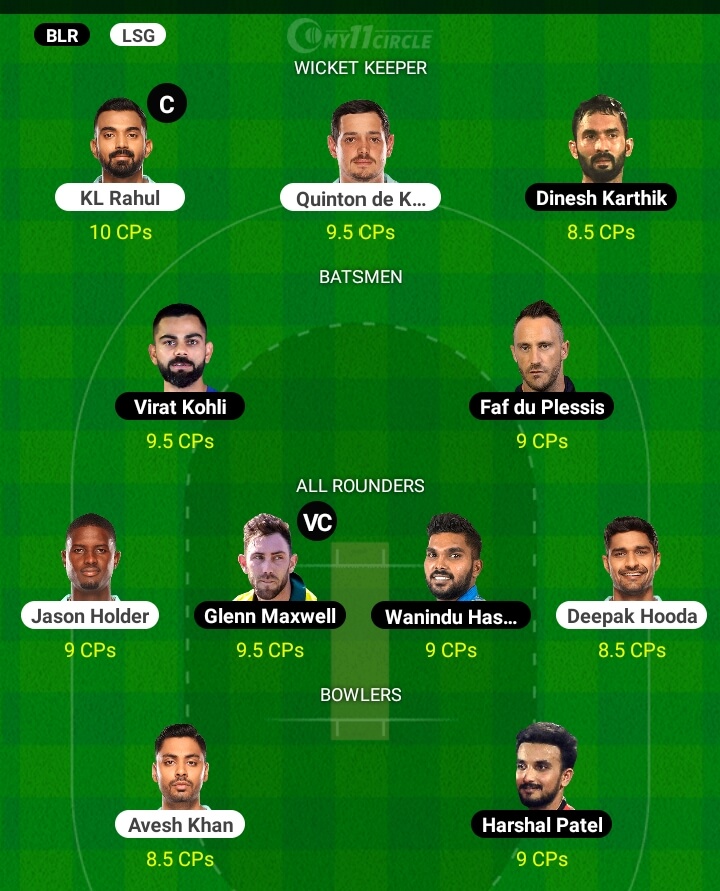 BLR LSG
MY11CIRCLE
WICKET KEEPER
C
KL Rahul Quinton de K... Dinesh Karthik
10 CPs 9.5 CPs 8.5 CPs
BATSMEN
Virat Kohli Faf du Plessis
9.5 CPs 9 CPs
ALL ROUNDERS
VC
Jason Holder Glenn Maxwell Wanindu Has... Deepak Hooda
9 CPs 9.5 CPs 9 CPs 8.5 CPs
BOWLERS
Avesh Khan Harshal Patel
8.5 CPs 9 CPs